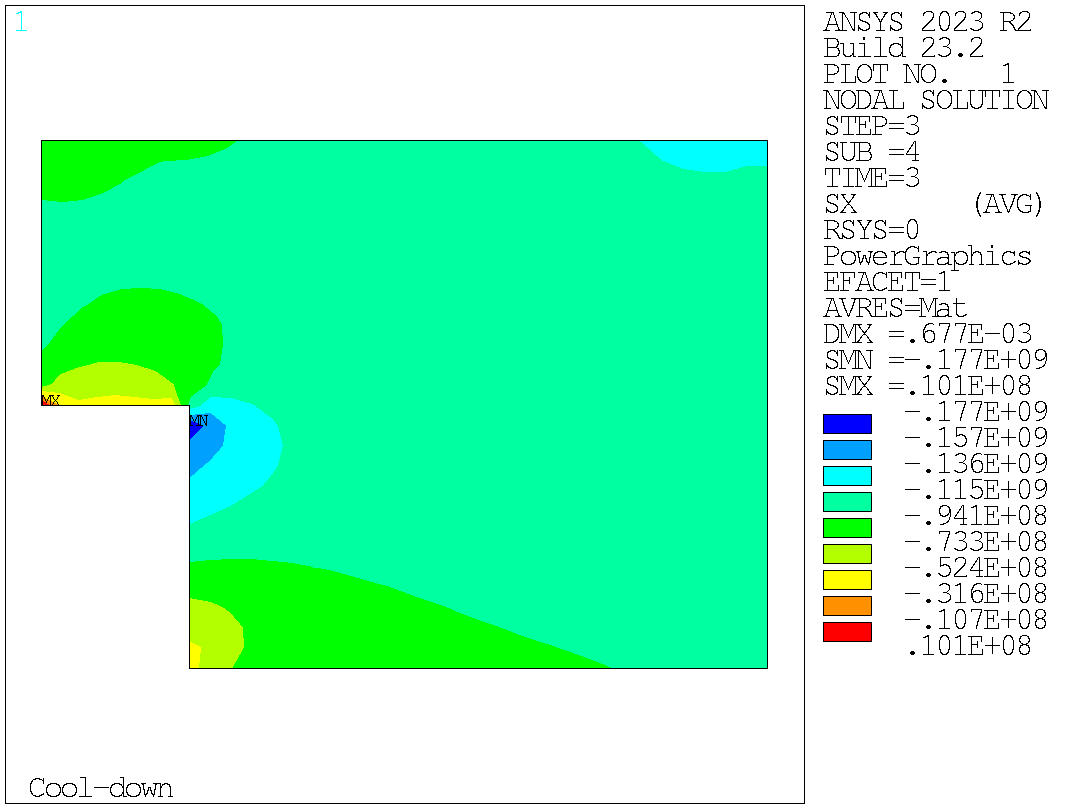 1
ANSYS 2023 R2
Build 23.2
PLOT NO.   1
NODAL SOLUTION
STEP=3
SUB =4
TIME=3
SX       (AVG)
RSYS=0
PowerGraphics
EFACET=1
AVRES=Mat
DMX =.677E-03
SMN =-.177E+09
SMX =.101E+08
-.177E+09
-.157E+09
-.136E+09
-.115E+09
-.941E+08
-.733E+08
-.524E+08
-.316E+08
-.107E+08
.101E+08
MX
MN
Cool-down